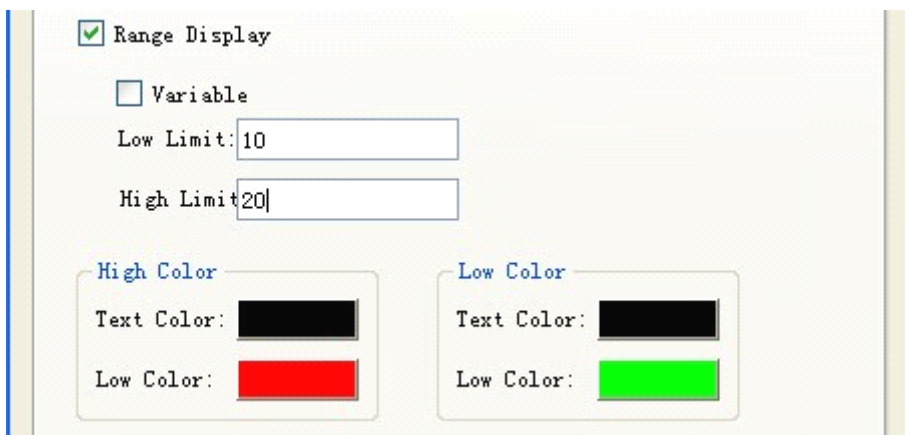 Range Display
Variable
Low Limit: 10
High Limit 20
High Color
Text Color:
Low Color:
Low Color
Text Color:
Low Color: